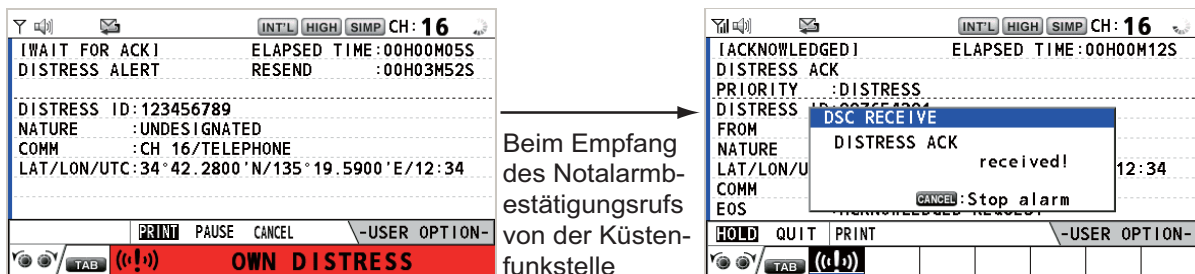 INT'L HIGH SIMP CH: 16
[WAIT FOR ACK] ELAPSED TIME:00H00M05S
DISTRESS ALERT RESEND :00H03M52S
DISTRESS ID:123456789
NATURE :UNDESIGNATED
COMM :CH 16/TELEPHONE
LAT/LON/UTC:34°42.2800'N/135°19.5900'E/12:34
PRINT PAUSE CANCEL -USER OPTION-
TAB OWN DISTRESS
Beim Empfang
des Notalarmb-
estätigungsrufs
von der Küsten-
funkstelle
INT'L HIGH SIMP CH: 16
[ACKNOWLEDGED] ELAPSED TIME:00H00M12S
DISTRESS ACK
PRIORITY :DISTRESS
DISTRESS
FROM
NATURE
LAT/LON/U 12:34
COMM
EOS
DSC RECEIVE
DISTRESS ACK
received!
CANCEL:Stop alarm
HOLD QUIT PRINT -USER OPTION-
TAB